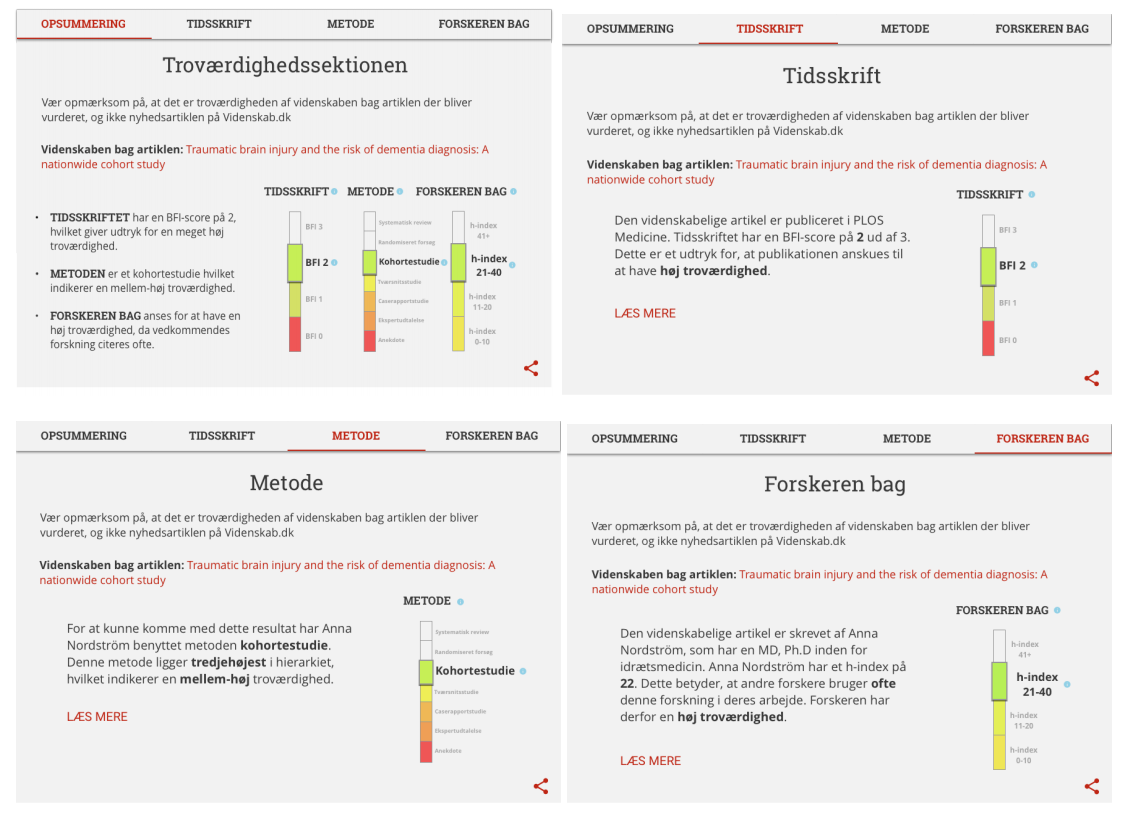 OPSUMMERING TIDSSKRIFT METODE FORSKEREN BAG
Troværdighedssektionen
Vær opmærksom på, at det er troværdigheden af videnskaben bag artiklen der bliver
vurderet, og ikke nyhedsartiklen på Videnskab.dk
Videnskaben bag artiklen: Traumatic brain injury and the risk of dementia diagnosis: A
nationwide cohort study
• TIDSSKRIFTET har en BFI-score på 2,
hvilket giver udtryk for en meget høj
troværdighed.
• METODEN er et kohortestudie hvilket
indikerer en mellem-høj troværdighed.
• FORSKEREN BAG anses for at have en
høj troværdighed, da vedkommendes
forskning citeres ofte.
TIDSSKRIFT
BFI 3
BFI 2
BFI 1
BFI 0
METODE
Systematisk review
Randomiseret forsøg
Kohortestudie
Tværsnitsstudie
Caserapportstudie
Ekspertudtalelse
Anekdote
FORSKEREN BAG
h-index
41+
h-index
21-40
h-index
11-20
h-index
0-10
OPSUMMERING TIDSSKRIFT METODE FORSKEREN BAG
Tidsskrift
Vær opmærksom på, at det er troværdigheden af videnskaben bag artiklen der bliver
vurderet, og ikke nyhedsartiklen på Videnskab.dk
Videnskaben bag artiklen: Traumatic brain injury and the risk of dementia diagnosis: A
nationwide cohort study
Den videnskabelige artikel er publiceret i PLOS
Medicine. Tidsskriftet har en BFI-score på 2 ud af 3.
Dette er et udtryk for, at publikationen anskues til
at have høj troværdighed.
LÆS MERE
TIDSSKRIFT
BFI 3
BFI 2
BFI 1
BFI 0
OPSUMMERING TIDSSKRIFT METODE FORSKEREN BAG
Metode
Vær opmærksom på, at det er troværdigheden af videnskaben bag artiklen der bliver
vurderet, og ikke nyhedsartiklen på Videnskab.dk
Videnskaben bag artiklen: Traumatic brain injury and the risk of dementia diagnosis: A
nationwide cohort study
For at kunne komme med dette resultat har Anna
Nordström benyttet metoden kohortestudie.
Denne metode ligger tredjehøjest i hierarkiet,
hvilket indikerer en mellem-høj troværdighed.
LÆS MERE
METODE
Systematisk review
Randomiseret forsøg
Kohortestudie
Tværsnitsstudie
Caserapportstudie
Ekspertudtalelse
Anekdote
OPSUMMERING TIDSSKRIFT METODE FORSKEREN BAG
Forskeren bag
Vær opmærksom på, at det er troværdigheden af videnskaben bag artiklen der bliver
vurderet, og ikke nyhedsartiklen på Videnskab.dk
Videnskaben bag artiklen: Traumatic brain injury and the risk of dementia diagnosis: A
nationwide cohort study
Den videnskabelige artikel er skrevet af Anna
Nordström, som har en MD, Ph.D inden for
idrætsmedicin. Anna Nordström har et h-index på
22. Dette betyder, at andre forskere bruger ofte
denne forskning i deres arbejde. Forskeren har
derfor en høj troværdighed.
LÆS MERE
FORSKEREN BAG
h-index
41+
h-index
21-40
h-index
11-20
h-index
0-10